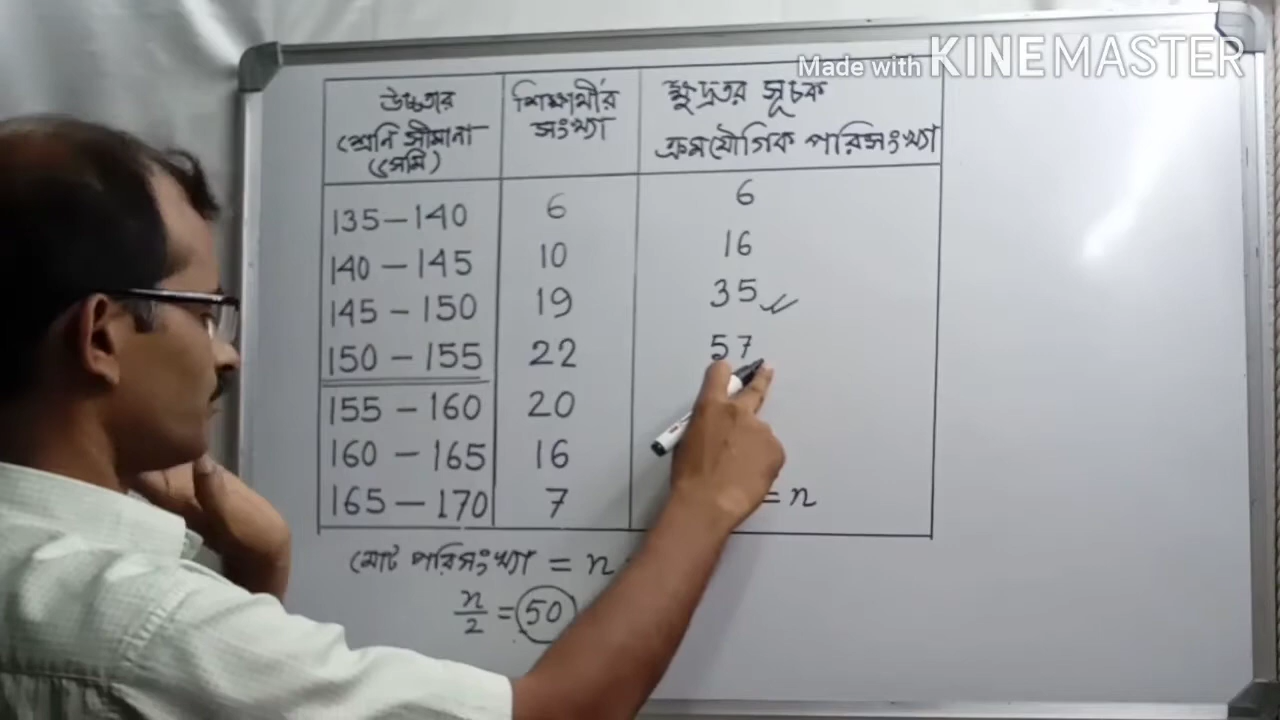 Made with KINEMASTER
উচ্চতার শ্রেনি সীমানা (সেমি) শিক্ষার্থীর সংখ্যা ক্ষুদ্রতর সূচক ক্রমযৌগিক পরিসংখ্যা
135 – 140 6 6
140 – 145 10 16
145 – 150 19 35
150 – 155 22 57
155 – 160 20
160 – 165 16
165 – 170 7 = n
মোট পরিসংখ্যা = n
n/2 = 50